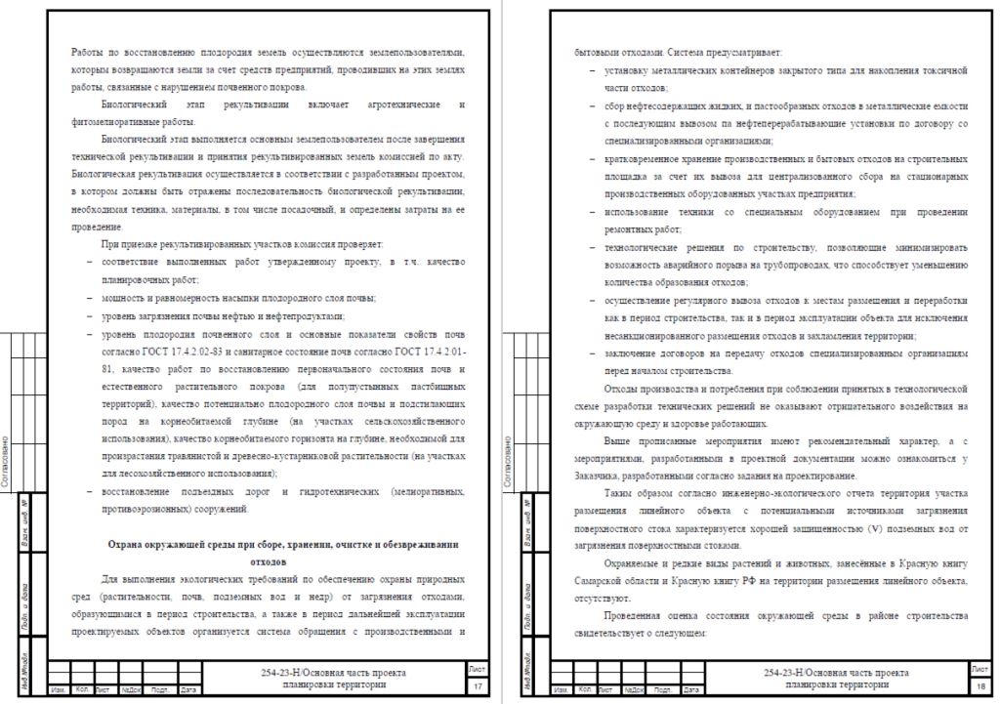 Работы по восстановлению плодородия земель осуществляются землепользователями,
которым возвращаются земли за счет средств предприятий, проводивших на этих землях
работы, связанные с нарушением почвенного покрова.
Биологический этап рекультивации включает агротехнические и
фитомелиоративные работы.
Биологический этап выполняется основным землепользователем после завершения
технической рекультивации и принятия рекультивированных земель комиссией по акту.
Биологическая рекультивация осуществляется в соответствии с разработанным проектом,
в котором должны быть отражены последовательность биологической рекультивации,
необходимая техника, материалы, в том числе посадочный, и определены затраты на ее
проведение.
При приемке рекультивированных участков комиссия проверяет:
– соответствие выполненных работ утвержденному проекту, в т.ч. качество
планировочных работ;
– мощность и равномерность насыпки плодородного слоя почвы;
– уровень загрязнения почвы нефтью и нефтепродуктами;
– уровень плодородия почвенного слоя и основные показатели свойств почв
согласно ГОСТ 17.4.2.02-83 и санитарное состояние почв согласно ГОСТ 17.4.2.01-
81, качество работ по восстановлению первоначального состояния почв и
естественного растительного покрова (для полупустынных пастбищных
территорий), качество потенциально плодородного слоя почвы и подстилающих
пород на корнеобитаемой глубине (на участках сельскохозяйственного
использования), качество корнеобитаемого горизонта на глубине, необходимой для
произрастания травянистой и древесно-кустарниковой растительности (на участках
для лесохозяйственного использования);
– восстановление подъездных дорог и гидротехнических (мелиоративных,
противоэрозионных) сооружений.
Охрана окружающей среды при сборе, хранении, очистке и обезвреживании
отходов
Для выполнения экологических требований по обеспечению охраны природных
сред (растительности, почв, подземных вод и недр) от загрязнения отходами,
образующимися в период строительства, а также в период дальнейшей эксплуатации
проектируемых объектов организуется система обращения с производственными и
Согласовано
Взам. инв. №
Подп. и дата
Инв.№подл.
Изм. Кол. Лист №Док Подп. Дата
254-23-Н/Основная часть проекта
планировки территории
Лист
17
бытовыми отходами. Система предусматривает:
– установку металлических контейнеров закрытого типа для накопления токсичной
части отходов;
– сбор нефтесодержащих жидких, и пастообразных отходов в металлические емкости
с последующим вывозом па нефтеперерабатывающие установки по договору со
специализированными организациями;
– кратковременное хранение производственных и бытовых отходов на строительных
площадка за счет их вывоза для централизованного сбора на стационарных
производственных оборудованных участках предприятия;
– использование техники со специальным оборудованием при проведении
ремонтных работ;
– технологические решения по строительству, позволяющие минимизировать
возможность аварийного порыва на трубопроводах, что способствует уменьшению
количества образования отходов;
– осуществление регулярного вывоза отходов к местам размещения и переработки
как в период строительства, так и в период эксплуатации объекта для исключения
несанкционированного размещения отходов и захламления территории;
– заключение договоров на передачу отходов специализированным организациям
перед началом строительства.
Отходы производства и потребления при соблюдении принятых в технологической
схеме разработки технических решений не оказывают отрицательного воздействия на
окружающую среду и здоровье работающих.
Выше прописанные мероприятия имеют рекомендательный характер, а с
мероприятиями, разработанными в проектной документации можно ознакомиться у
Заказчика, разработанными согласно задания на проектирование.
Таким образом согласно инженерно-экологического отчета территория участка
размещения линейного объекта с потенциальными источниками загрязнения
поверхностного стока характеризуется хорошей защищенностью (V) подземных вод от
загрязнения поверхностными стоками.
Охраняемые и редкие виды растений и животных, занесённые в Красную книгу
Самарской области и Красную книгу РФ на территории размещения линейного объекта,
отсутствуют.
Проведенная оценка состояния окружающей среды в районе строительства
свидетельствует о следующем:
Согласовано
Взам. инв. №
Подп. и дата
Инв.№подл.
Изм. Кол. Лист №Док Подп. Дата
254-23-Н/Основная часть проекта
планировки территории
Лист
18